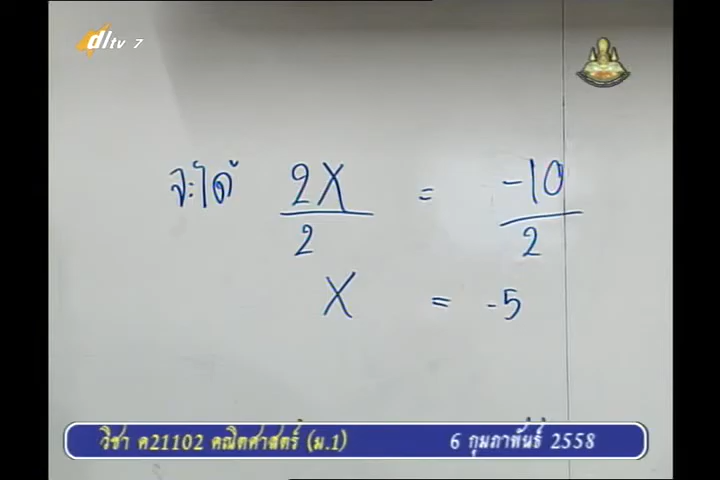 dltv 7
จะได้ 2X/2 = -10/2
X = -5
วิชา ค21102 คณิตศาสตร์ (ม.1) 6 กุมภาพันธ์ 2558